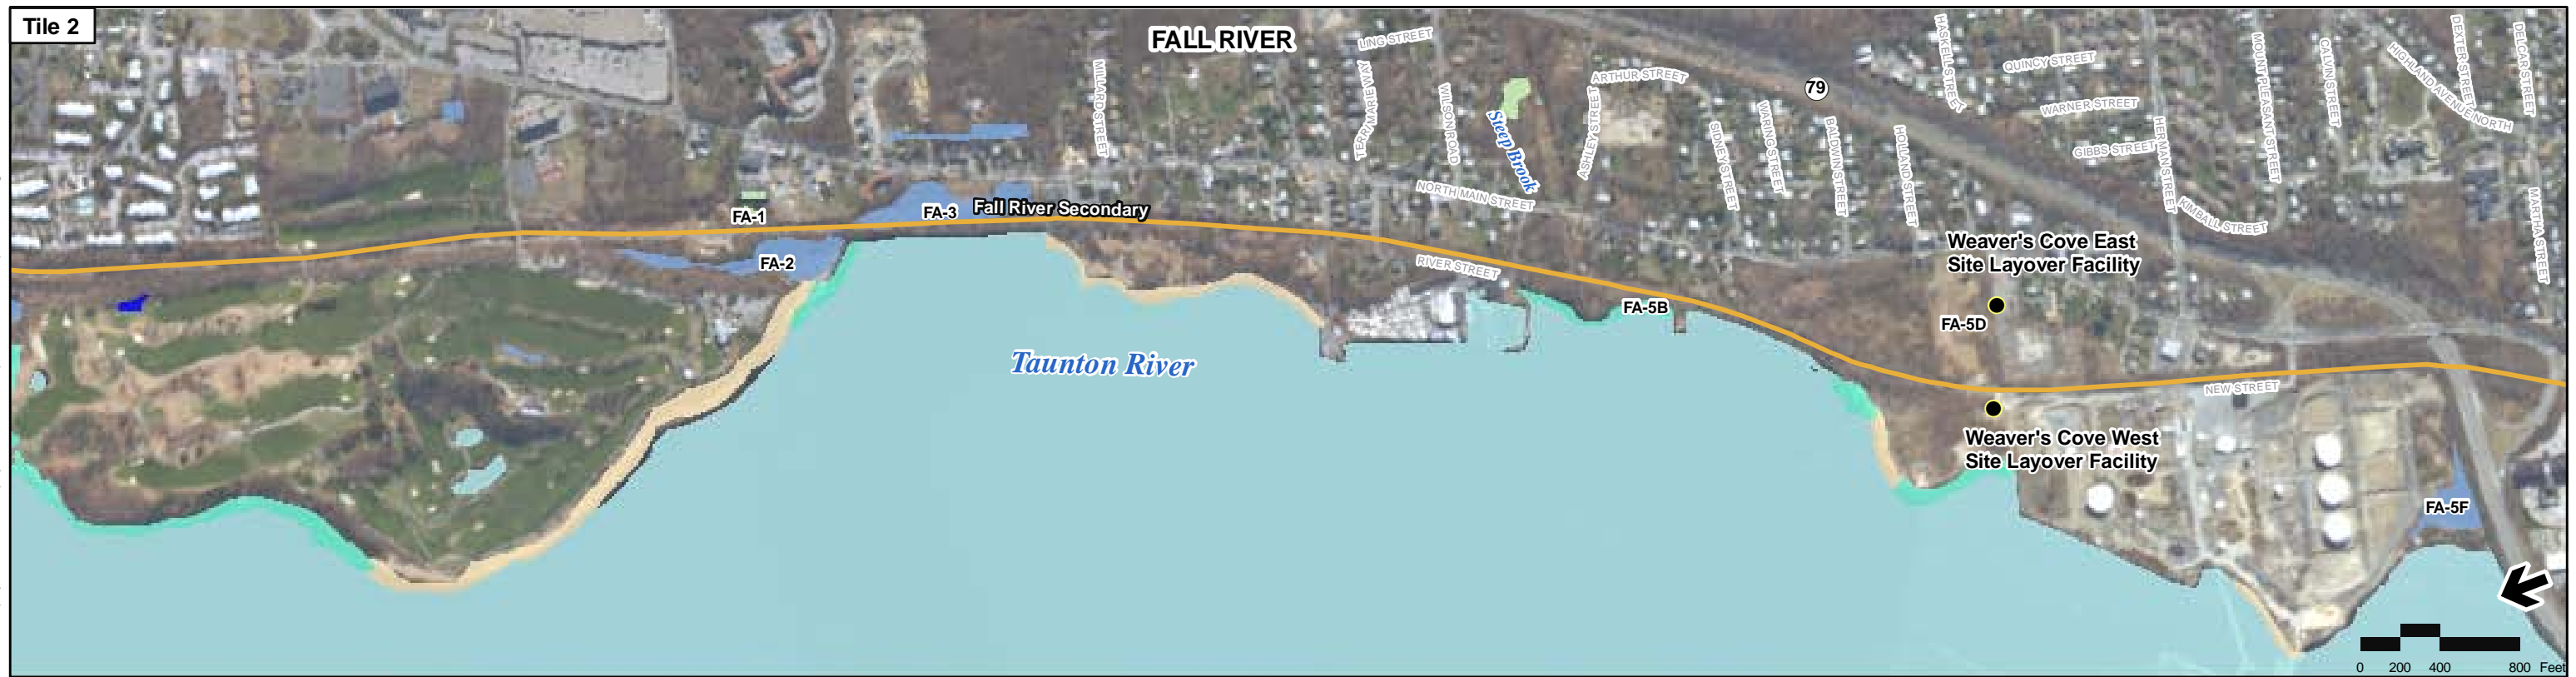 Tile 2
FALL RIVER
LING STREET
HASKELL STREET
QUINCY STREET
MOUNT PLEASANT STREET
CALVIN STREET
HIGHLAND AVENUE NORTH
DEXTER STREET
DELCAR STREET
MILLARD STREET
TERRY
MARIE
WILSON ROAD
ARTHUR STREET
79
WARNER STREET
Steep Brook
ASHLEY STREET
SIDNEY STREET
WARING STREET
BALDWIN STREET
HOLLAND STREET
HERMAN STREET
GIBBS STREET
NORTH MAIN STREET
KIMBALL STREET
MARTHA STREET
FA-1
FA-3
Fall River Secondary
Weaver's Cove East
Site Layover Facility
FA-2
RIVER STREET
FA-5B
FA-5D
Taunton River
NEW STREET
Weaver's Cove West
Site Layover Facility
FA-5F
0 200 400 800 Feet